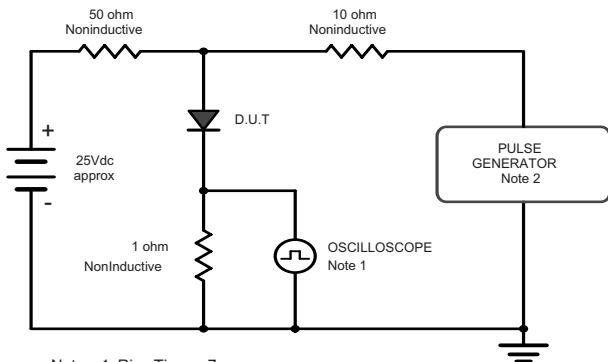 50 ohm
Noninductive
10 ohm
Noninductive
D.U.T
+
25Vdc
approx
-
PULSE
GENERATOR
Note 2
1 ohm
NonInductive
OSCILLOSCOPE
Note 1